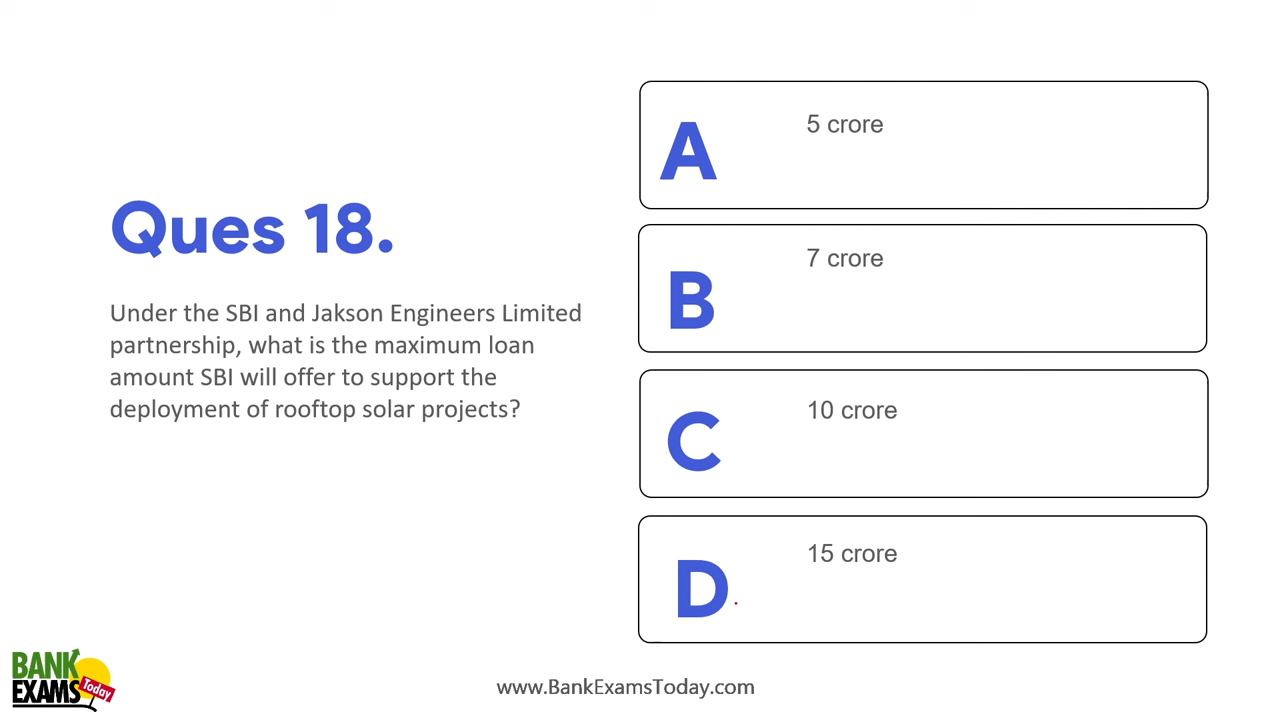 Ques 18.
Under the SBI and Jakson Engineers Limited
partnership, what is the maximum loan
amount SBI will offer to support the
deployment of rooftop solar projects?
A
5 crore
B
7 crore
C
10 crore
D
15 crore
BANK
EXAMS
Today
www.BankExamsToday.com